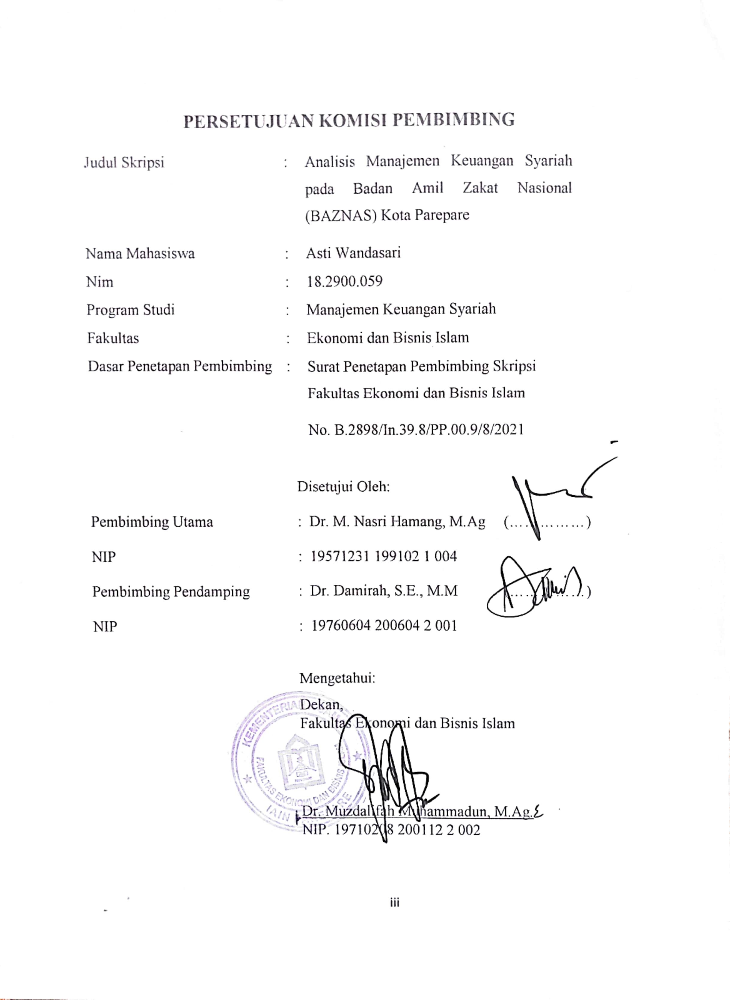 PERSETUJUAN KOMISI PEMBIMBING
Judul Skripsi : Analisis Manajemen Keuangan Syariah
pada Badan Amil Zakat Nasional
(BAZNAS) Kota Parepare
Nama Mahasiswa : Asti Wandasari
Nim : 18.2900.059
Program Studi : Manajemen Keuangan Syariah
Fakultas : Ekonomi dan Bisnis Islam
Dasar Penetapan Pembimbing : Surat Penetapan Pembimbing Skripsi
Fakultas Ekonomi dan Bisnis Islam
No. B.2898/In.39.8/PP.00.9/8/2021
Disetujui Oleh:
Pembimbing Utama : Dr. M. Nasri Hamang, M.Ag (................)
NIP : 19571231 199102 1 004
Pembimbing Pendamping : Dr. Damirah, S.E., M.M ................)
NIP : 19760604 200604 2 001
Mengetahui:
Dekan,
Fakultas Ekonomi dan Bisnis Islam
KEMENTERIAN
FAKULTAS EKONOMI DAN BISNIS
IAIN
Dr. Muzdalifah Muhammadun, M.Ag.
NIP. 19710208 200112 2 002
iii